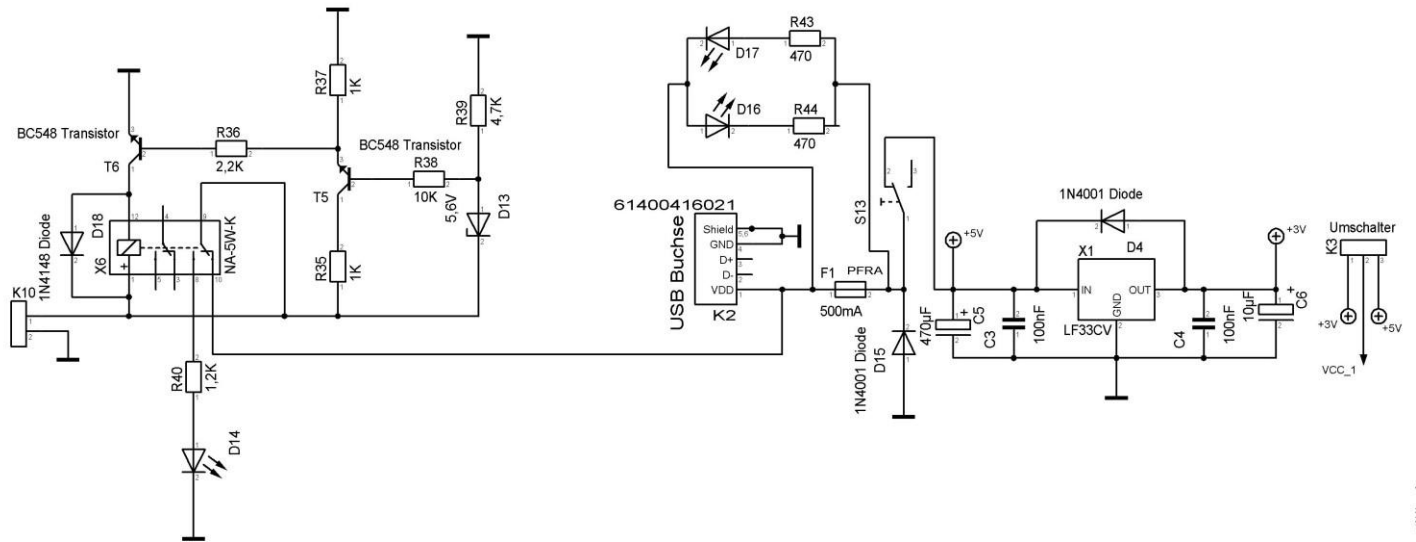 BC548 Transistor
T6
R36
2,2K
R37
1K
BC548 Transistor
T5
R38
10K
R39
4,7K
5,6V
D13
R35
1K
1N4148 Diode
D18
X6
NA-5W-K
K10
R40
1,2K
D14
D17
R43
470
D16
R44
470
61400416021
USB Buchse
Shield
GND
D+
D-
VDD
K2
F1
PFRA
500mA
S13
1N4001 Diode
D15
+5V
470µF
C5
C3
100nF
1N4001 Diode
D4
X1
IN
OUT
GND
LF33CV
C4
100nF
+3V
10µF
C6
Umschalter
K3
+3V
+5V
VCC_1